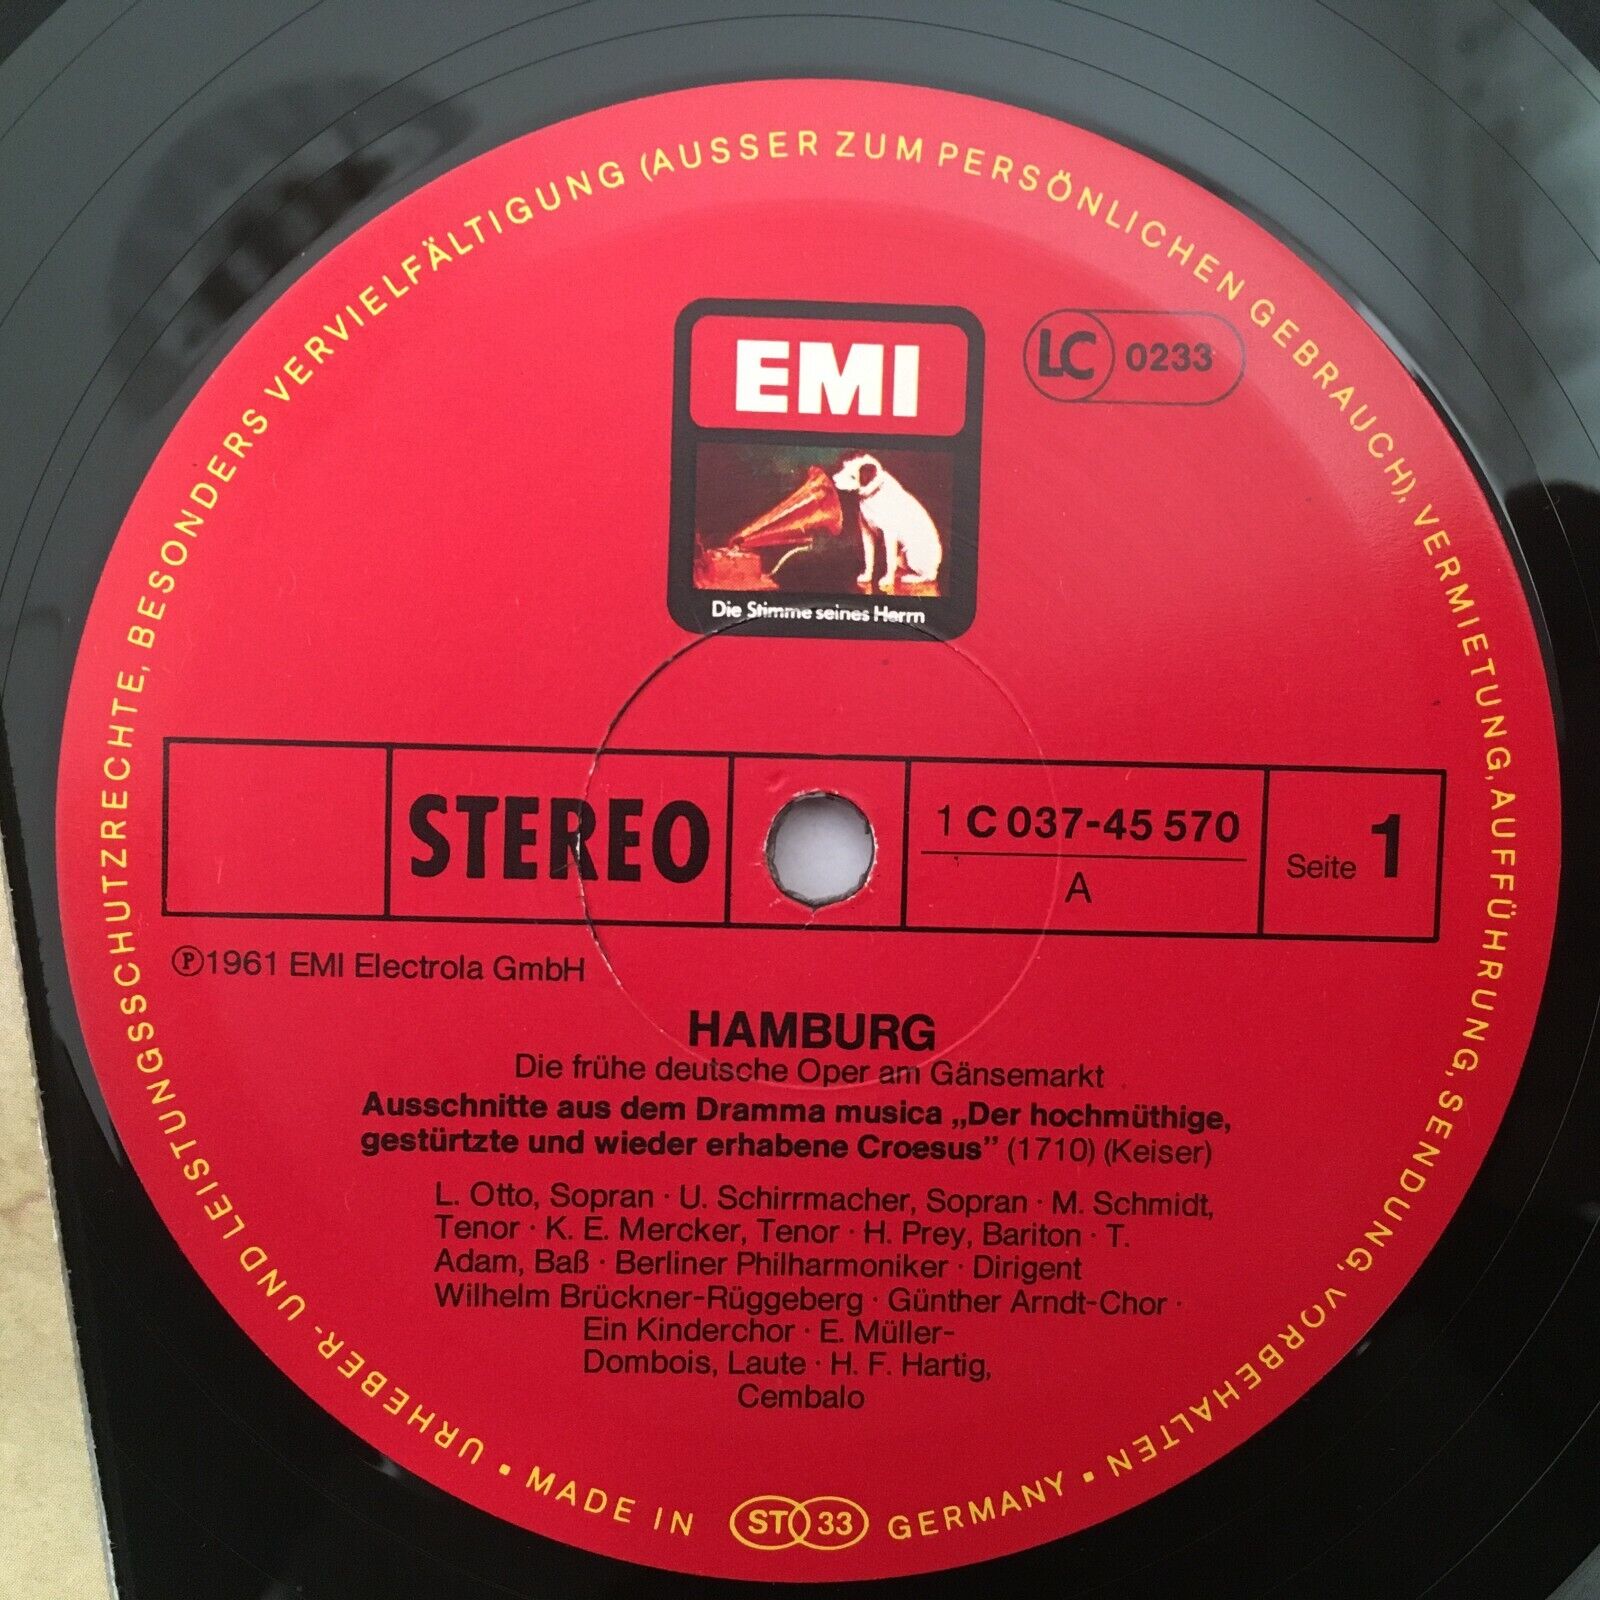 URHEBER- UND LEISTUNGSSCHUTZRECHTE, BESONDERS VERVIELFÄLTIGUNG (AUSSER ZUM PERSÖNLICHEN GEBRAUCH), VERMIETUNG, AUFFÜHRUNG, SENDUNG, VORBEHALTEN
EMI
LC 0233
Die Stimme seines Herrn
STEREO
1 C 037-45 570
A
Seite 1
Ⓟ1961 EMI Electrola GmbH
HAMBURG
Die frühe deutsche Oper am Gänsemarkt
Ausschnitte aus dem Dramma musica „Der hochmüthige,
gestürtzte und wieder erhabene Croesus” (1710) (Keiser)
L. Otto, Sopran · U. Schirrmacher, Sopran · M. Schmidt,
Tenor · K. E. Mercker, Tenor · H. Prey, Bariton · T.
Adam, Baß · Berliner Philharmoniker · Dirigent
Wilhelm Brückner-Rüggeberg · Günther Arndt-Chor ·
Ein Kinderchor · E. Müller-
Dombois, Laute · H. F. Hartig,
Cembalo
• MADE IN ST 33 GERMANY •